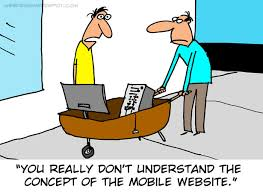 "YOU REALLY DON'T UNDERSTAND THE
CONCEPT OF THE MOBILE WEBSITE."